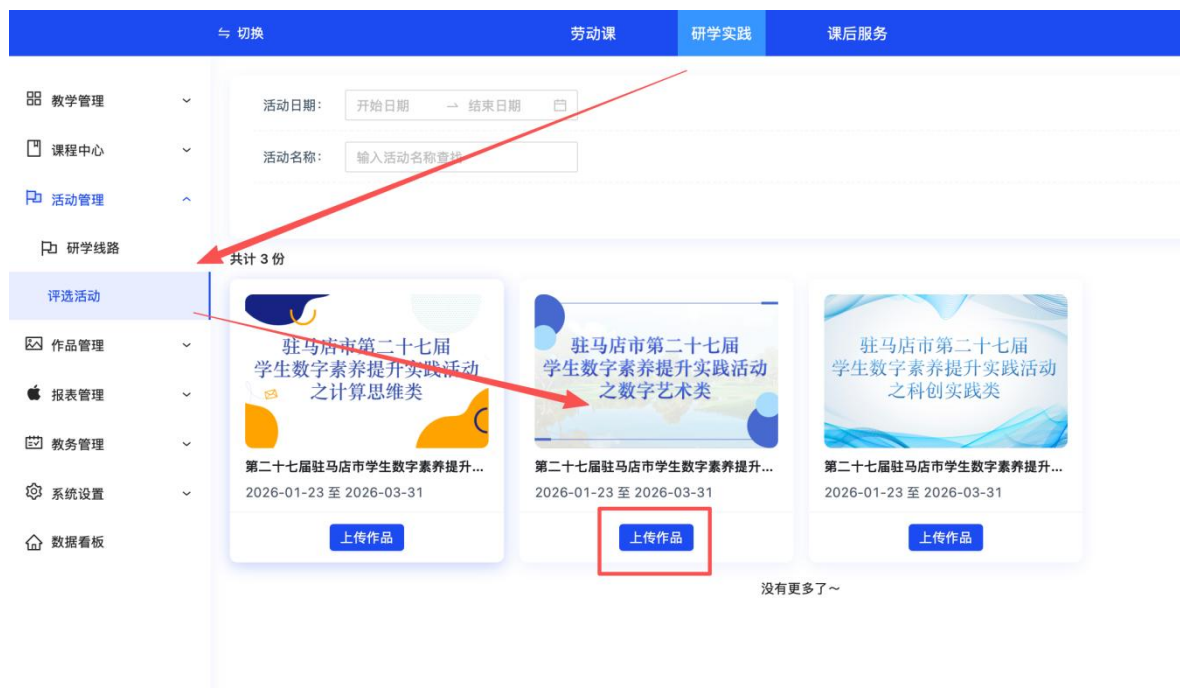 切换
劳动课
研学实践
课后服务
教学管理
课程中心
活动管理
研学线路
评选活动
作品管理
报表管理
教务管理
系统设置
数据看板
活动日期：
开始日期
结束日期
活动名称：
输入活动名称查找
共计 3 份
驻马店市第二十七届
学生数字素养提升实践活动
之计算思维类
第二十七届驻马店市学生数字素养提升...
2026-01-23 至 2026-03-31
上传作品
驻马店市第二十七届
学生数字素养提升实践活动
之数字艺术类
第二十七届驻马店市学生数字素养提升...
2026-01-23 至 2026-03-31
上传作品
驻马店市第二十七届
学生数字素养提升实践活动
之科创实践类
第二十七届驻马店市学生数字素养提升...
2026-01-23 至 2026-03-31
上传作品
没有更多了～